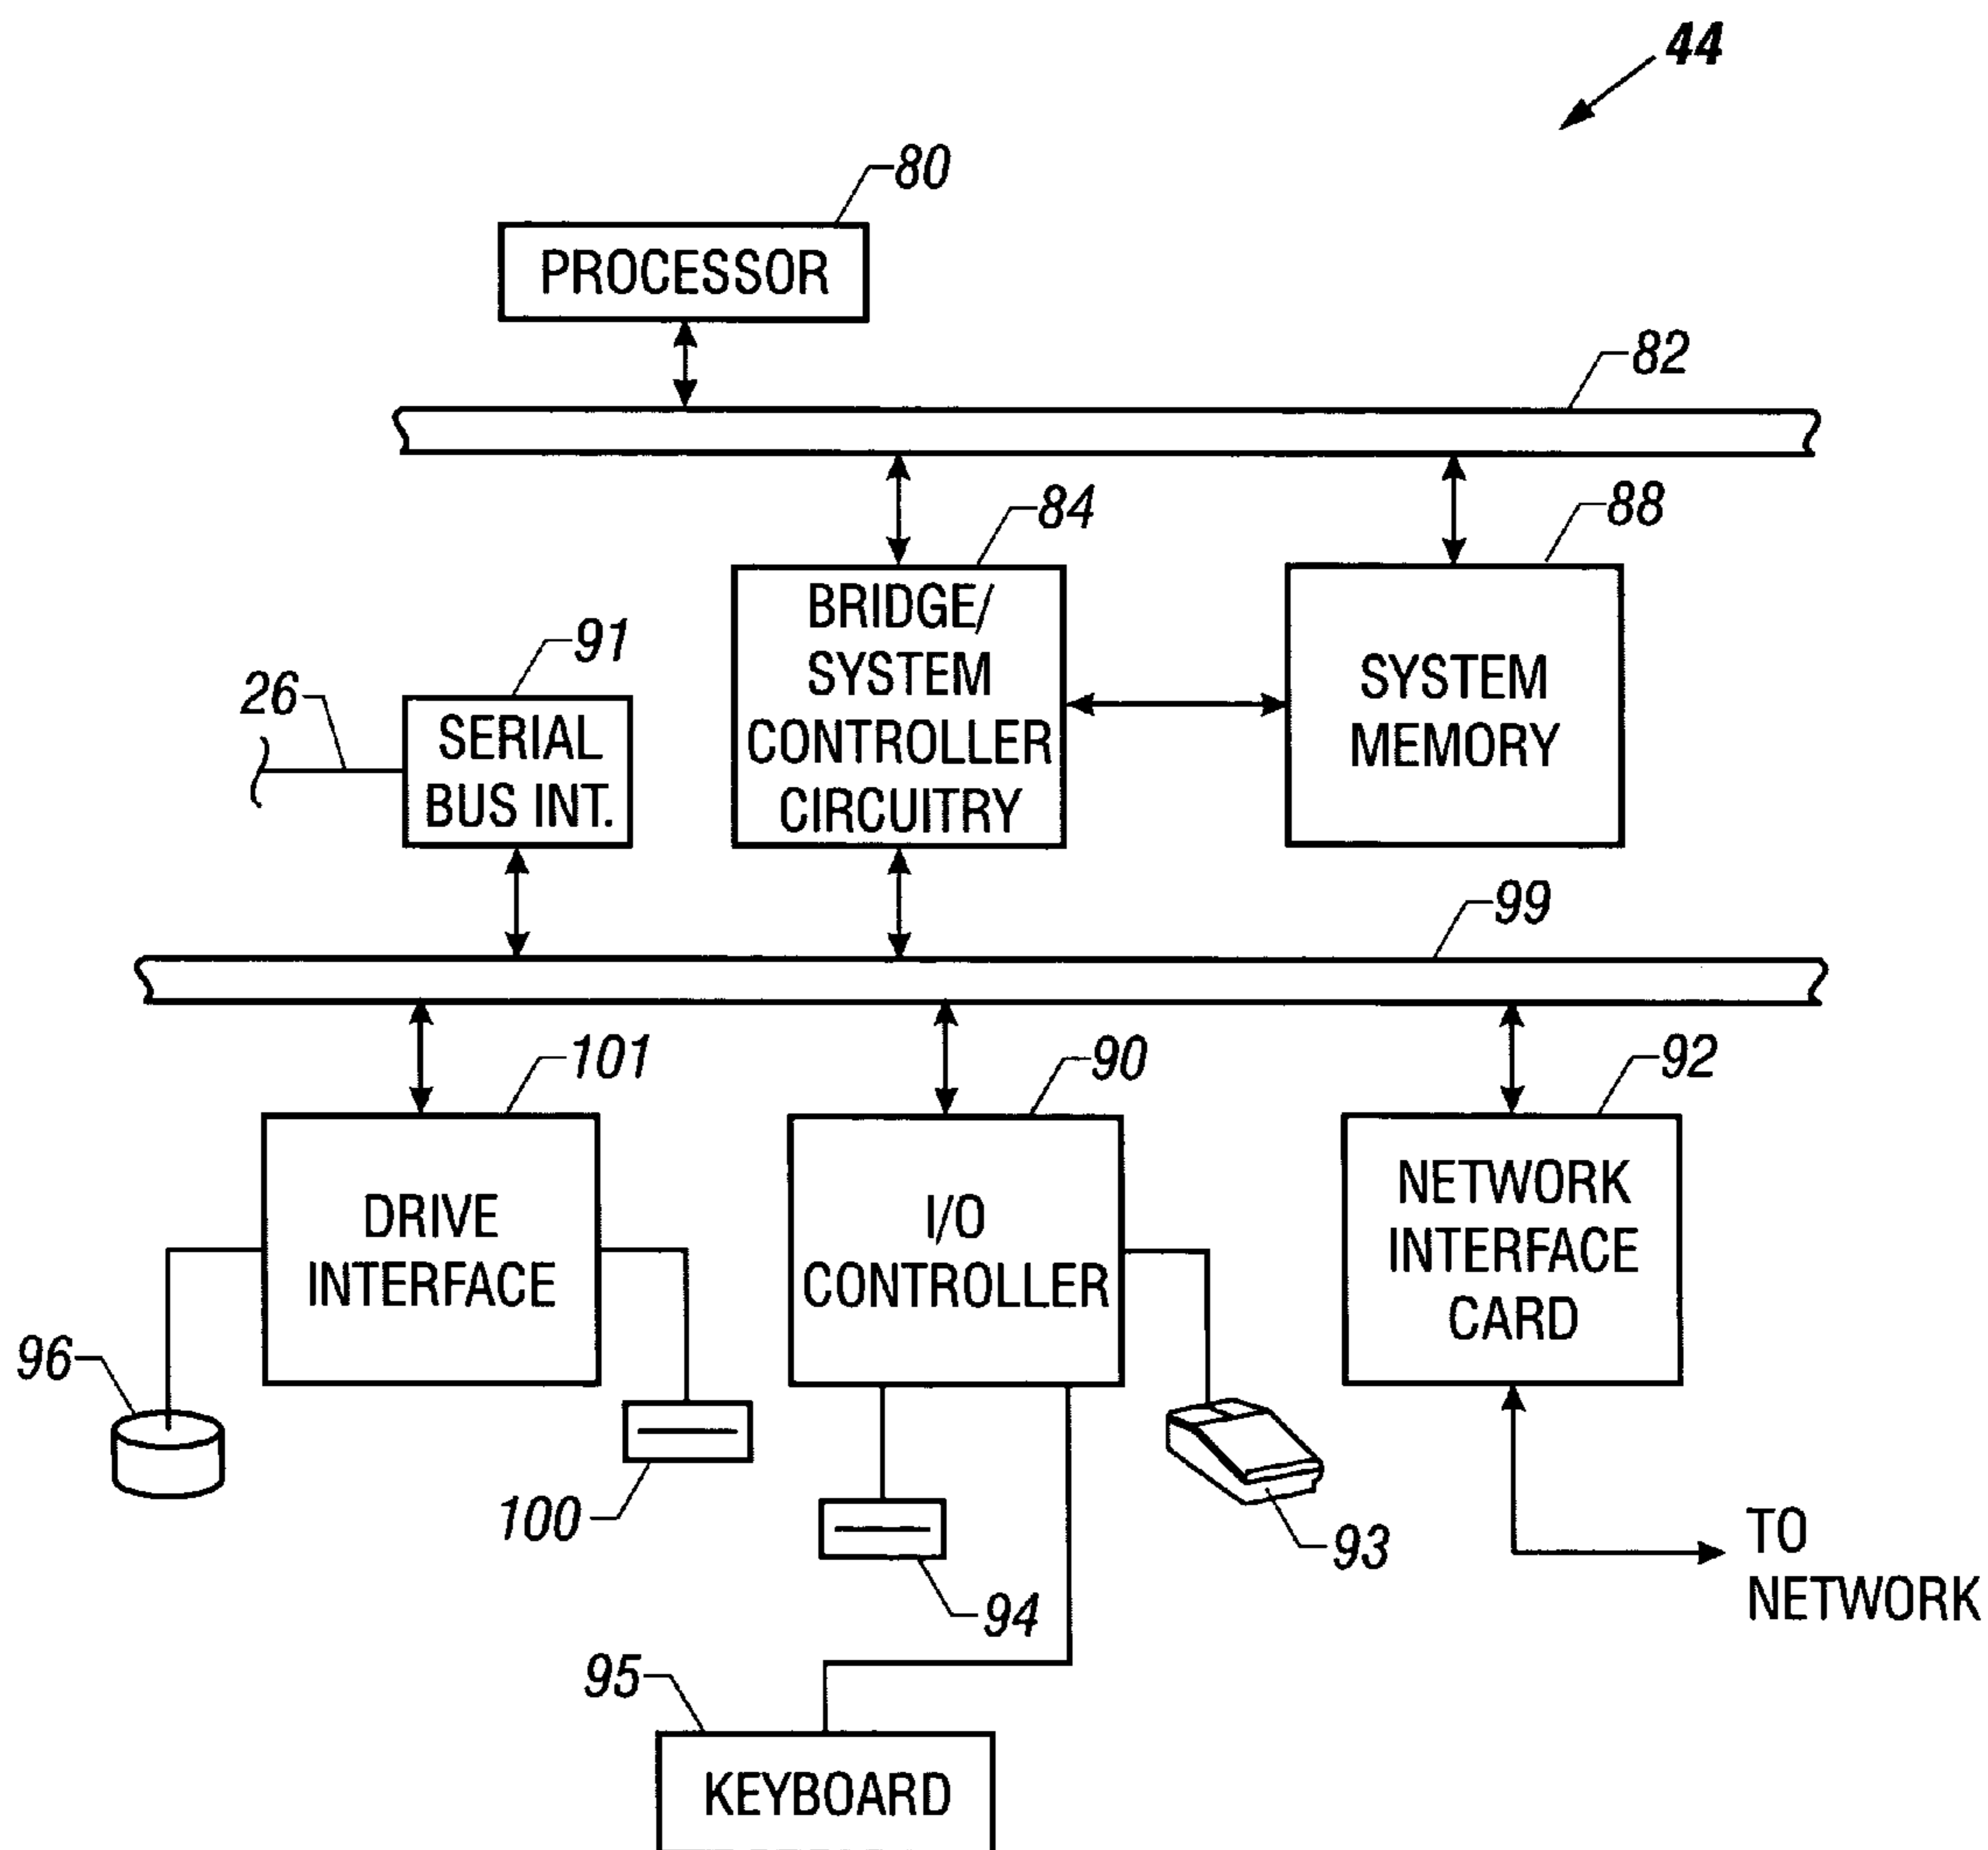 44
80
PROCESSOR
82
84
88
BRIDGE/
SYSTEM
CONTROLLER
CIRCUITRY
SYSTEM
MEMORY
91
26
SERIAL
BUS INT.
99
101
90
92
DRIVE
INTERFACE
I/O
CONTROLLER
NETWORK
INTERFACE
CARD
96
100
94
93
TO
NETWORK
95
KEYBOARD